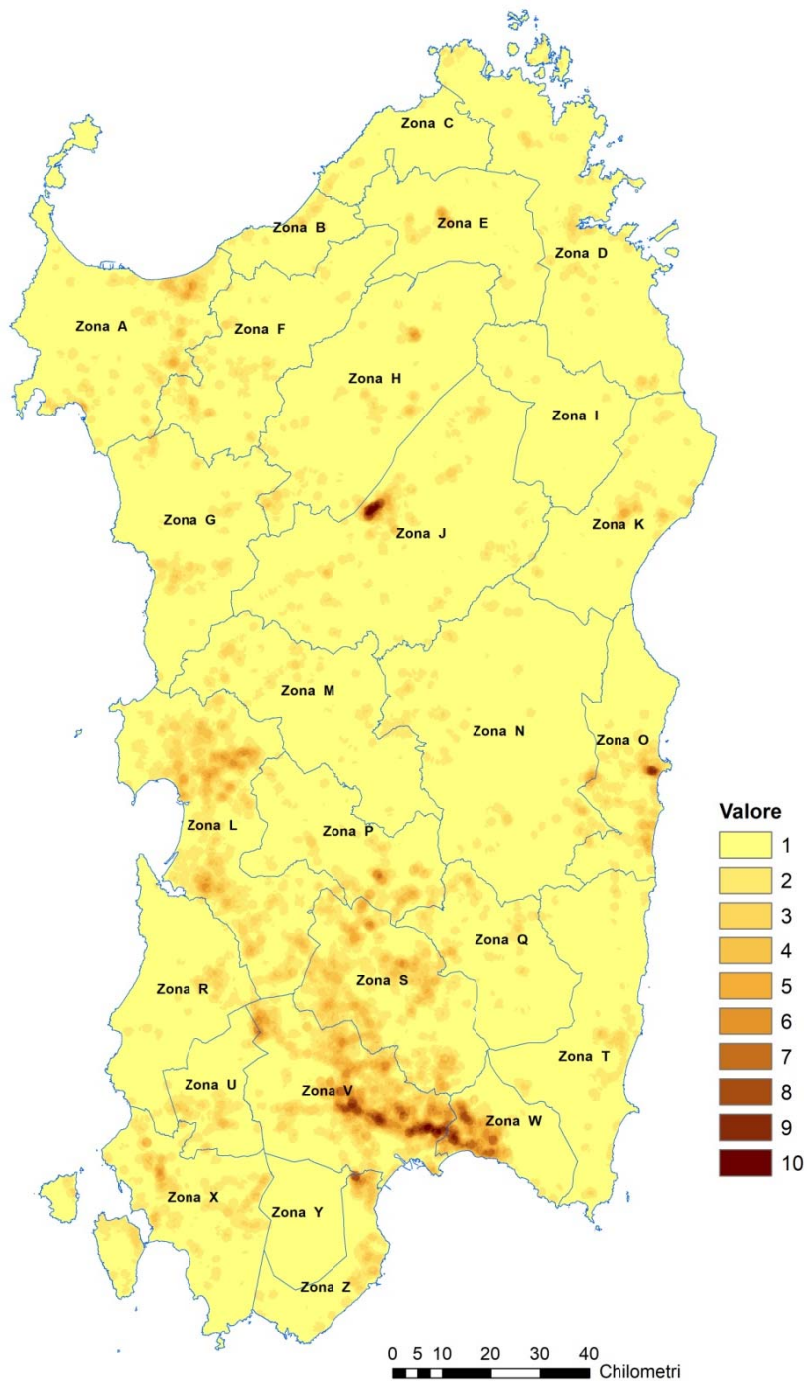 Zona C
Zona B
Zona E
Zona D
Zona A
Zona F
Zona H
Zona I
Zona G
Zona J
Zona K
Zona M
Zona N
Zona O
Zona L
Zona P
Zona Q
Zona R
Zona S
Zona T
Zona U
Zona V
Zona W
Zona X
Zona Y
Zona Z
Valore
1
2
3
4
5
6
7
8
9
10
0 5 10 20 30 40
Chilometri